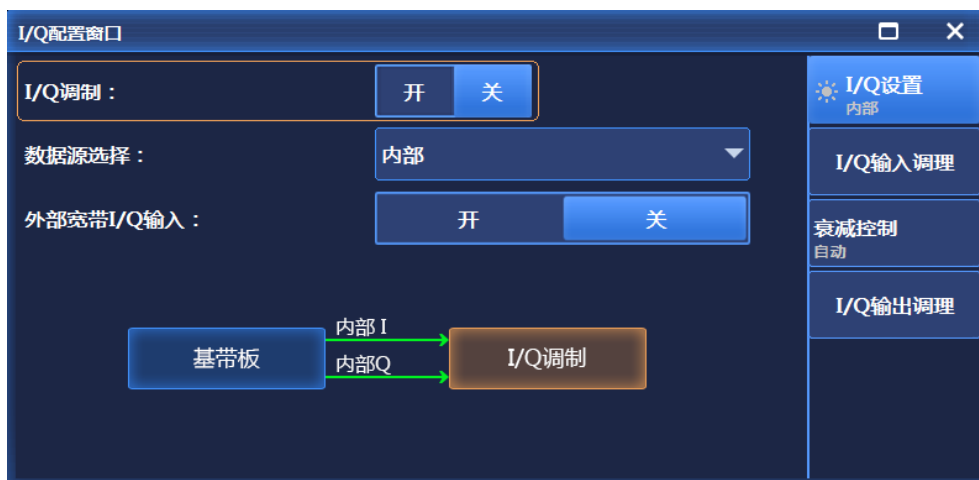 I/Q配置窗口
I/Q调制：
开
关
数据源选择：
内部
外部宽带I/Q输入：
开
关
基带板
内部 I
内部Q
I/Q调制
I/Q设置
内部
I/Q输入调理
衰减控制
自动
I/Q输出调理